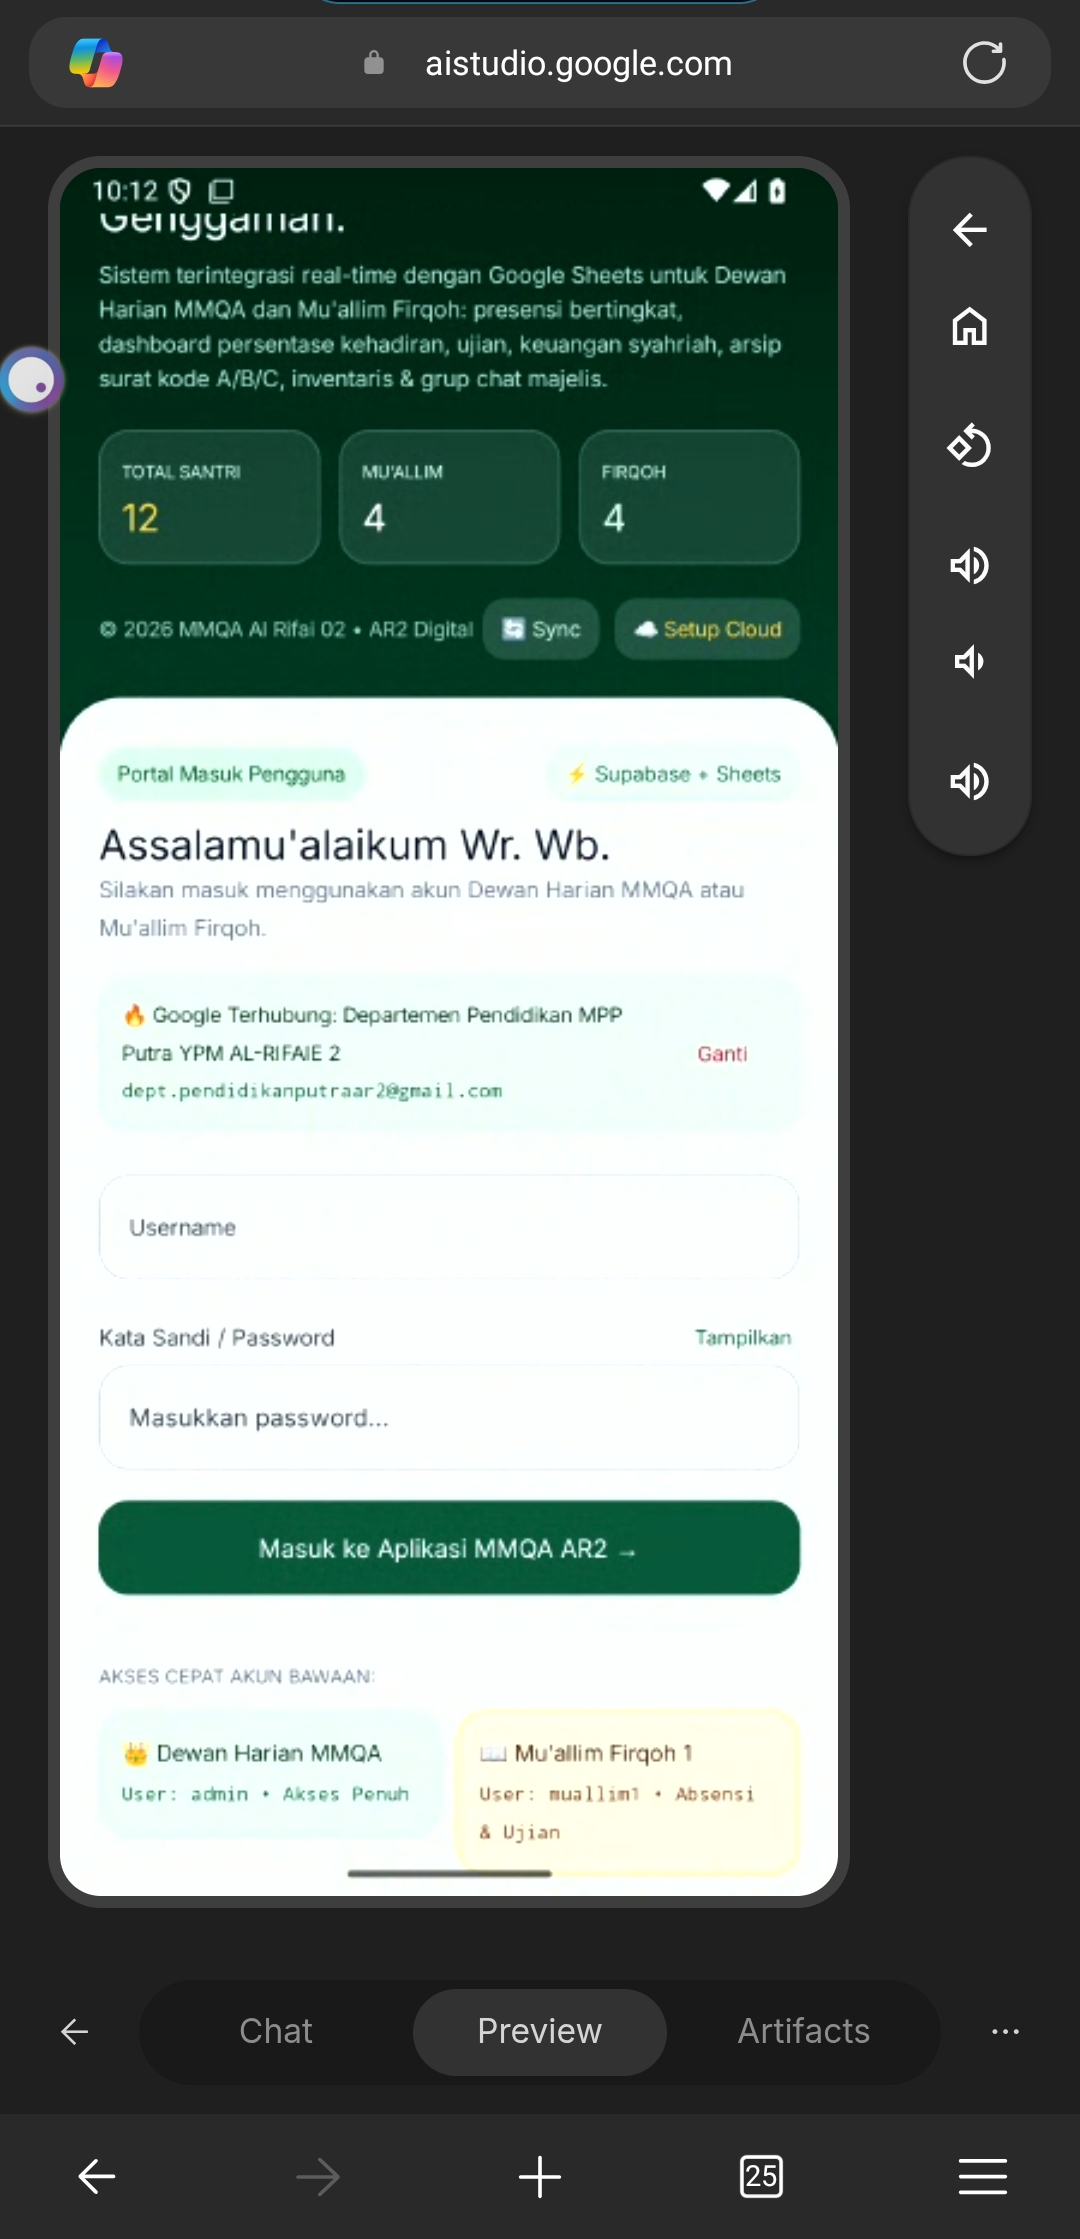 aistudio.google.com
10:12
Genggaman.
Sistem terintegrasi real-time dengan Google Sheets untuk Dewan
Harian MMQA dan Mu'allim Firqoh: presensi bertingkat,
dashboard persentase kehadiran, ujian, keuangan syahriah, arsip
surat kode A/B/C, inventaris & grup chat majelis.
TOTAL SANTRI
12
MU'ALLIM
4
FIRQOH
4
© 2026 MMQA Al Rifai 02 • AR2 Digital
Sync
Setup Cloud
Portal Masuk Pengguna
⚡ Supabase + Sheets
Assalamu'alaikum Wr. Wb.
Silakan masuk menggunakan akun Dewan Harian MMQA atau
Mu'allim Firqoh.
🔥 Google Terhubung: Departemen Pendidikan MPP
Putra YPM AL-RIFAIE 2
dept.pendidikanputraar2@gmail.com
Ganti
Username
Kata Sandi / Password
Tampilkan
Masukkan password...
Masuk ke Aplikasi MMQA AR2 →
AKSES CEPAT AKUN BAWAAN:
👑 Dewan Harian MMQA
User: admin • Akses Penuh
📖 Mu'allim Firqoh 1
User: muallim1 • Absensi
& Ujian
Chat
Preview
Artifacts
25